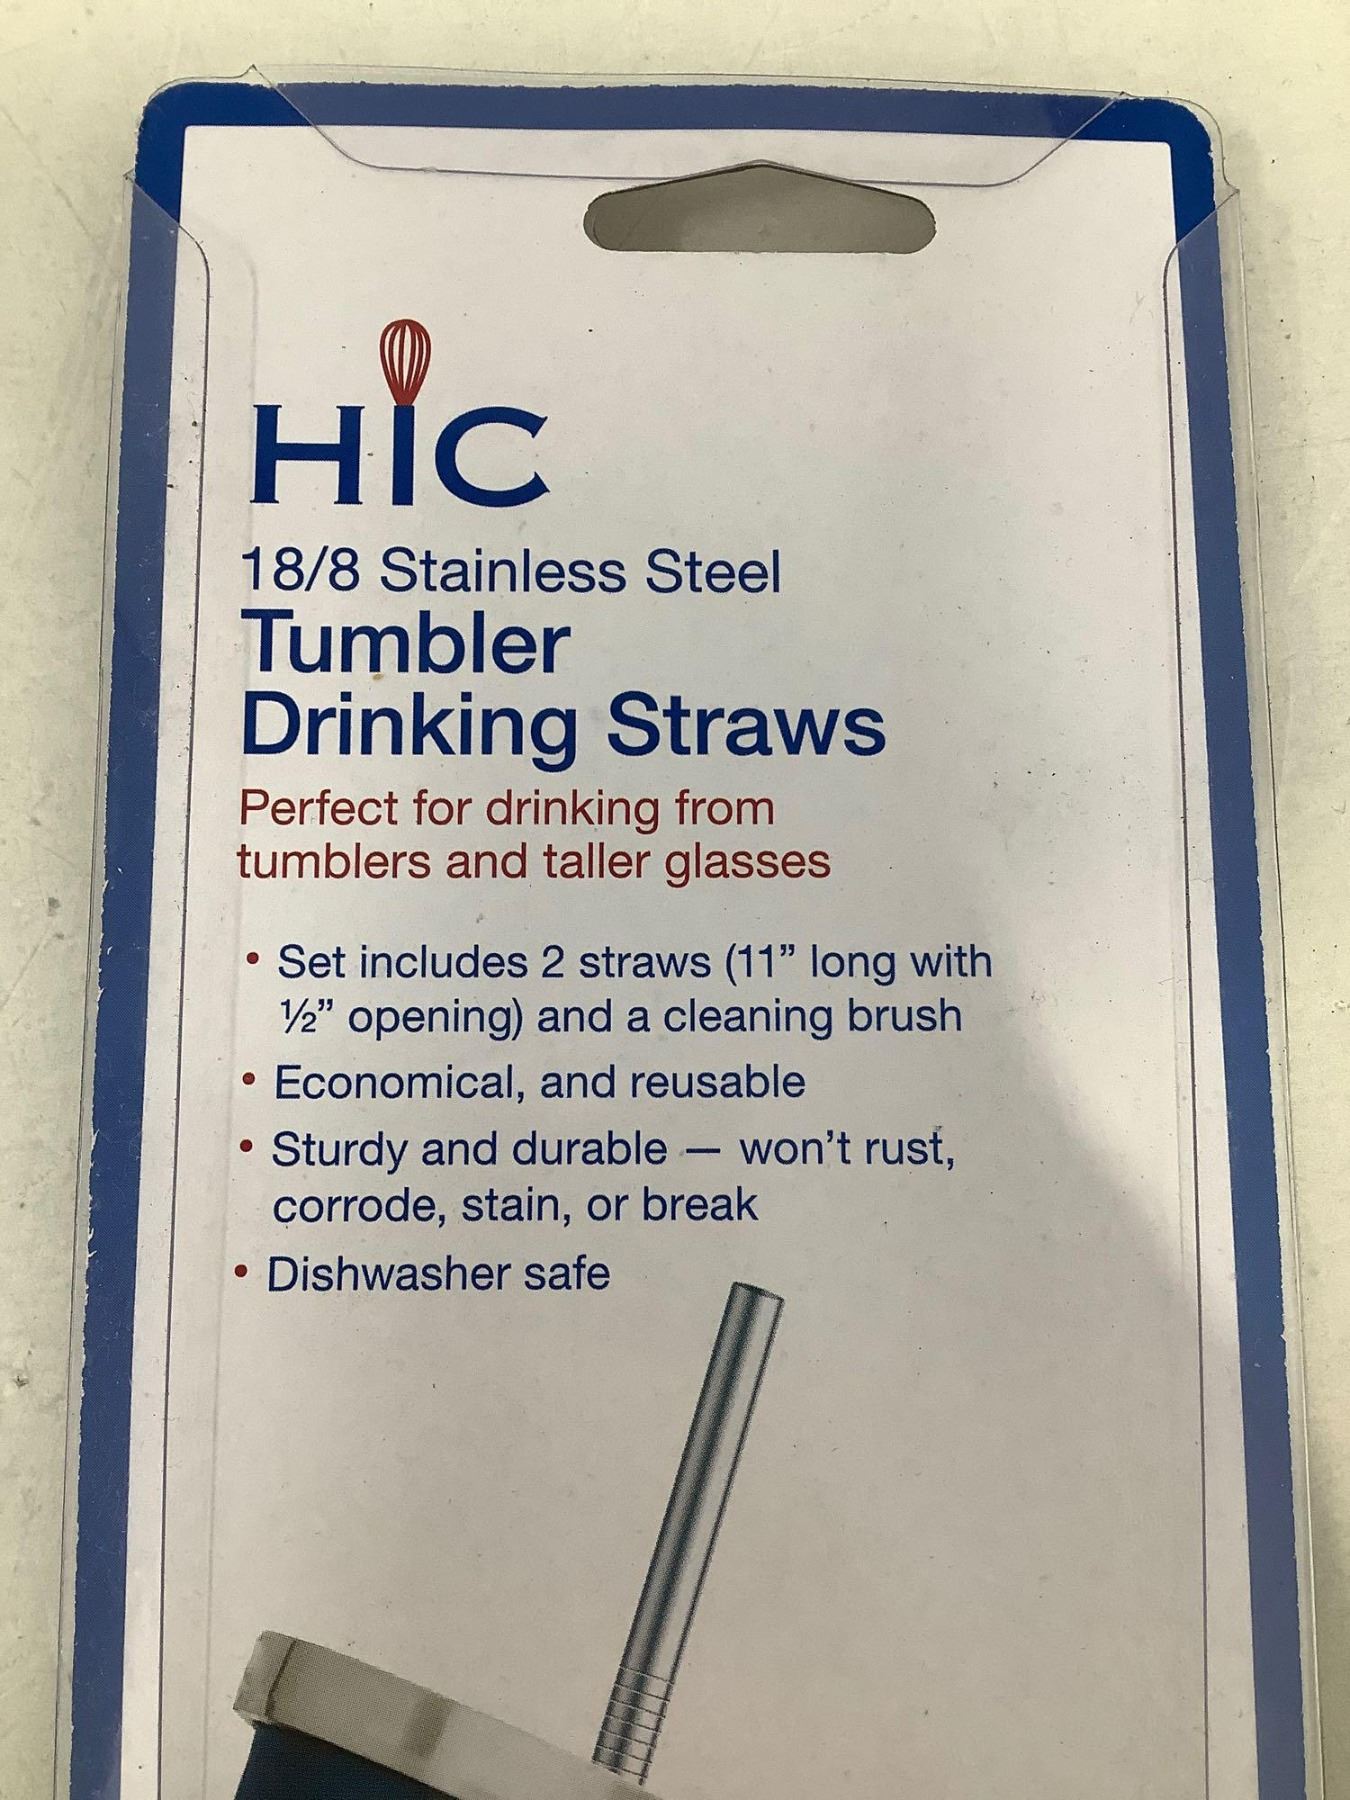 HIC
18/8 Stainless Steel
Tumbler
Drinking Straws
Perfect for drinking from
tumblers and taller glasses
• Set includes 2 straws (11” long with
½” opening) and a cleaning brush
• Economical, and reusable
• Sturdy and durable — won’t rust,
corrode, stain, or break
• Dishwasher safe